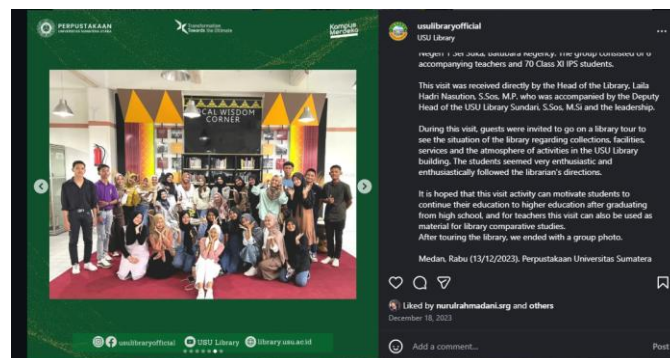 PERPUSTAKAAN
UNIVERSITAS SUMATERA UTARA
Transformation
Towards the Ultimate
Kampus
Merdeka
LOCAL WISDOM
CORNER
usulibraryofficial
USU Library
library.usu.ac.id
usulibraryofficial
USU Library
Negeri 1 Sei Suka, Batubara Regency. The group consisted of 6
accompanying teachers and 70 Class XI IPS students.
This visit was received directly by the Head of the Library, Laila
Hadri Nasution, S.Sos, M.P. who was accompanied by the Deputy
Head of the USU Library Sundari, S.Sos, M.Si and the leadership.
During this visit, guests were invited to go on a library tour to
see the situation of the library regarding collections, facilities,
services and the atmosphere of activities in the USU Library
building. The students seemed very enthusiastic and
enthusiastically followed the librarian's directions.
It is hoped that this visit activity can motivate students to
continue their education to higher education after graduating
from high school, and for teachers this visit can also be used as
material for library comparative studies.
After touring the library, we ended with a group photo.
Medan, Rabu (13/12/2023). Perpustakaan Universitas Sumatera
Liked by nurulrahmadani.srg and others
December 18, 2023
Add a comment...
Post